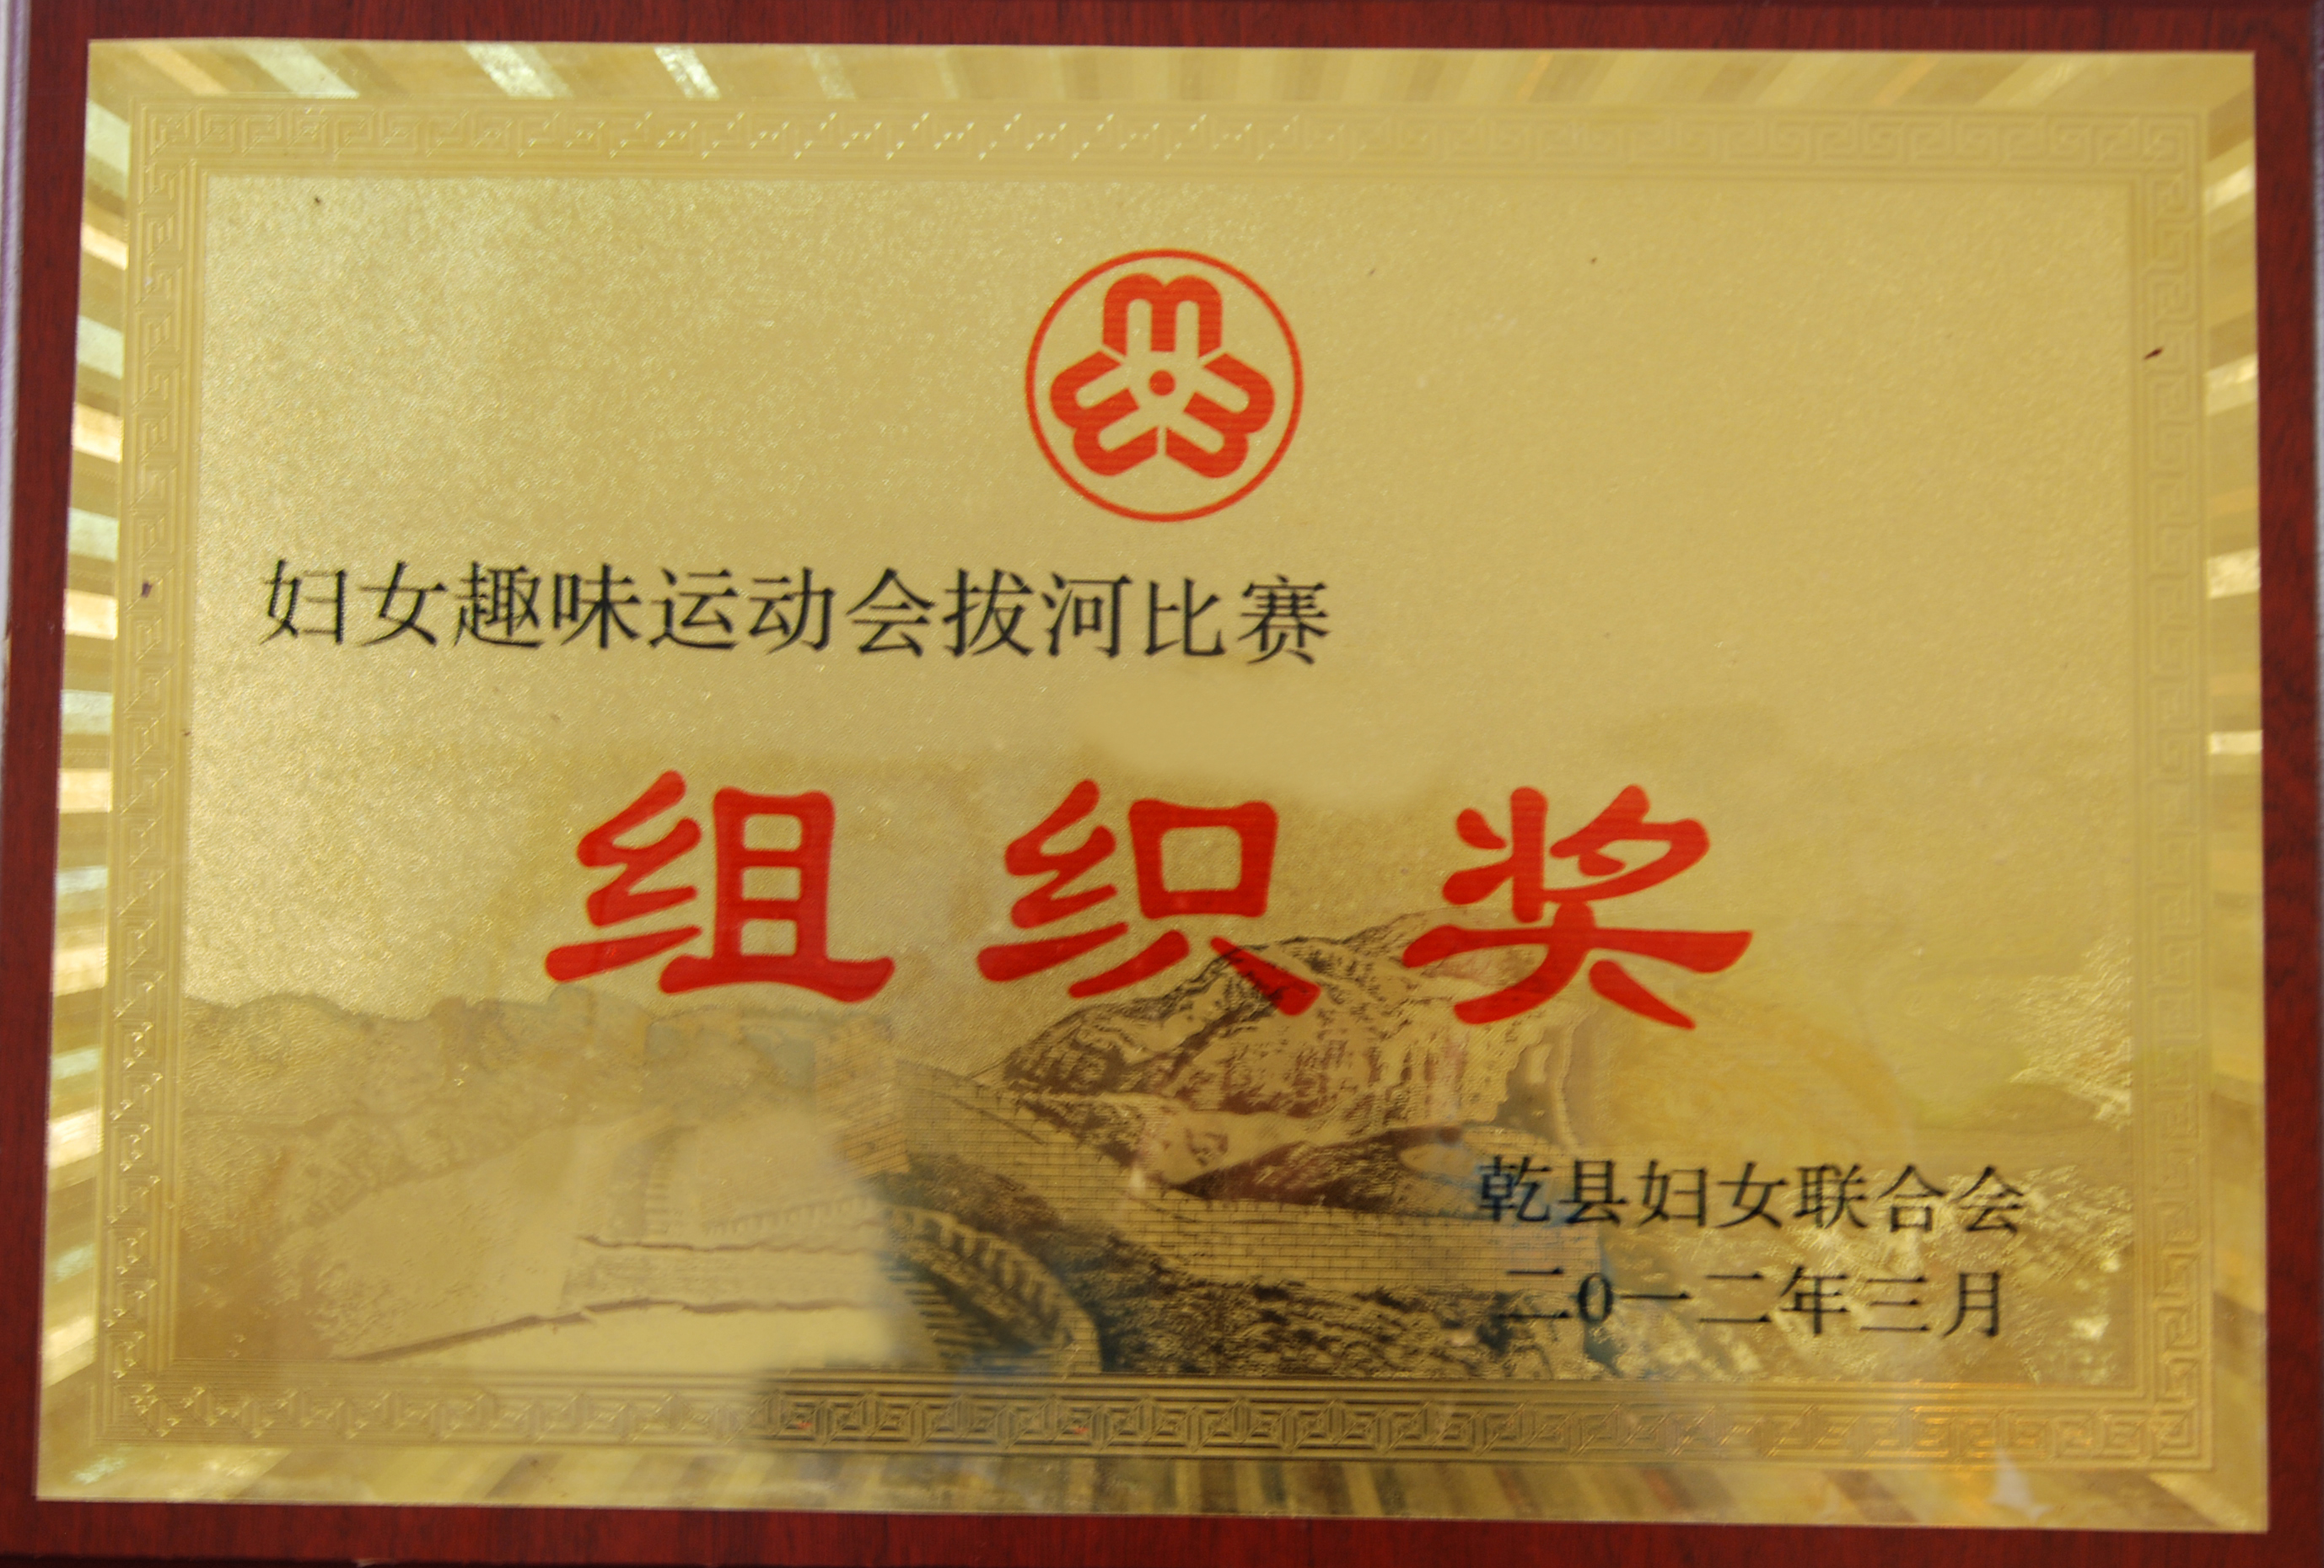 妇女趣味运动会拔河比赛
组织奖
乾县妇女联合会
二0一二年三月